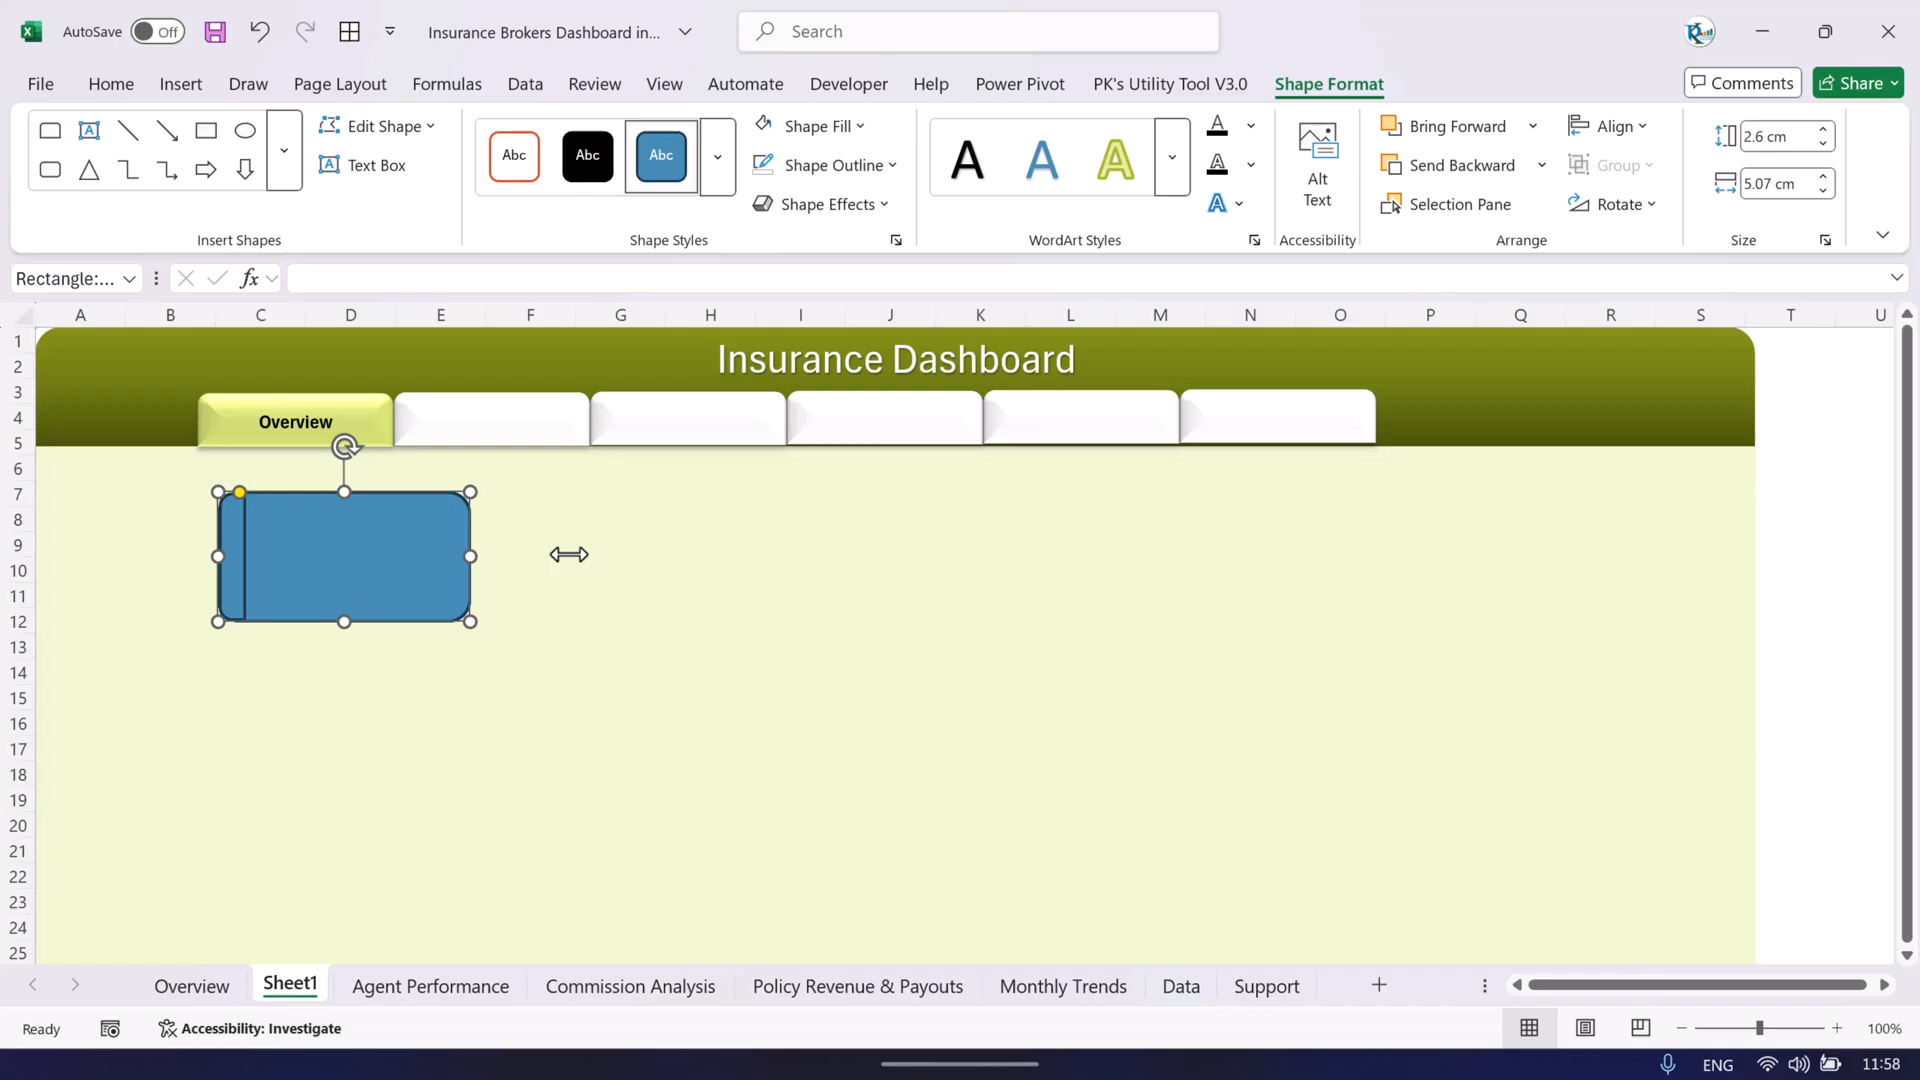 AutoSave Off Insurance Brokers Dashboard in... Search
File Home Insert Draw Page Layout Formulas Data Review View Automate Developer Help Power Pivot PK's Utility Tool V3.0 Shape Format Comments Share
Edit Shape Abc Abc Abc Shape Fill A A A Bring Forward Align 2.6 cm
Text Box Shape Outline Alt Text Send Backward Group 5.07 cm
Shape Effects Selection Pane Rotate
Insert Shapes Shape Styles WordArt Styles Accessibility Arrange Size
Rectangle:... fx
A B C D E F G H I J K L M N O P Q R S T U
1
Insurance Dashboard
2
3
4 Overview
5
6
7
8
9
10
11
12
13
14
15
16
17
18
19
20
21
22
23
24
25
Overview Sheet1 Agent Performance Commission Analysis Policy Revenue & Payouts Monthly Trends Data Support
Ready Accessibility: Investigate 100%
ENG 11:58